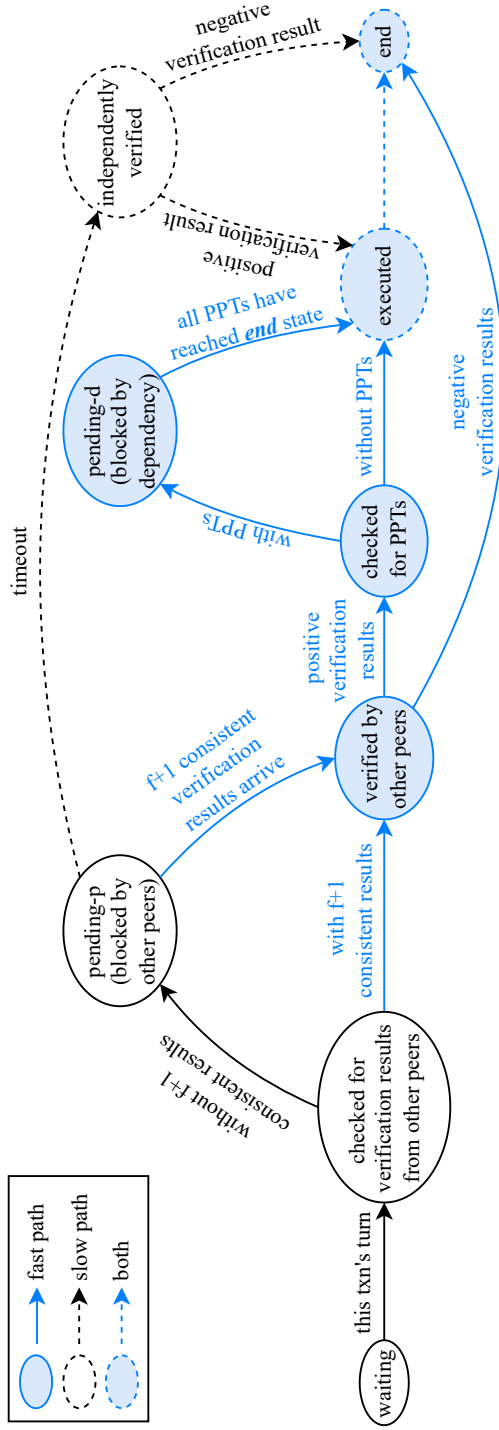 fast path
slow path
both
waiting
this txn's turn
checked for
verification results
from other peers
without f+1
consistent results
with f+1
consistent results
pending-p
(blocked by
other peers)
timeout
f+1 consistent
verification
results arrive
verified by
other peers
positive
verification
results
negative
verification results
checked
for PPTs
with PPTs
without PPTs
pending-d
(blocked by
dependency)
all PPTs have
reached end state
executed
independently
verified
positive
verification result
negative
verification result
end